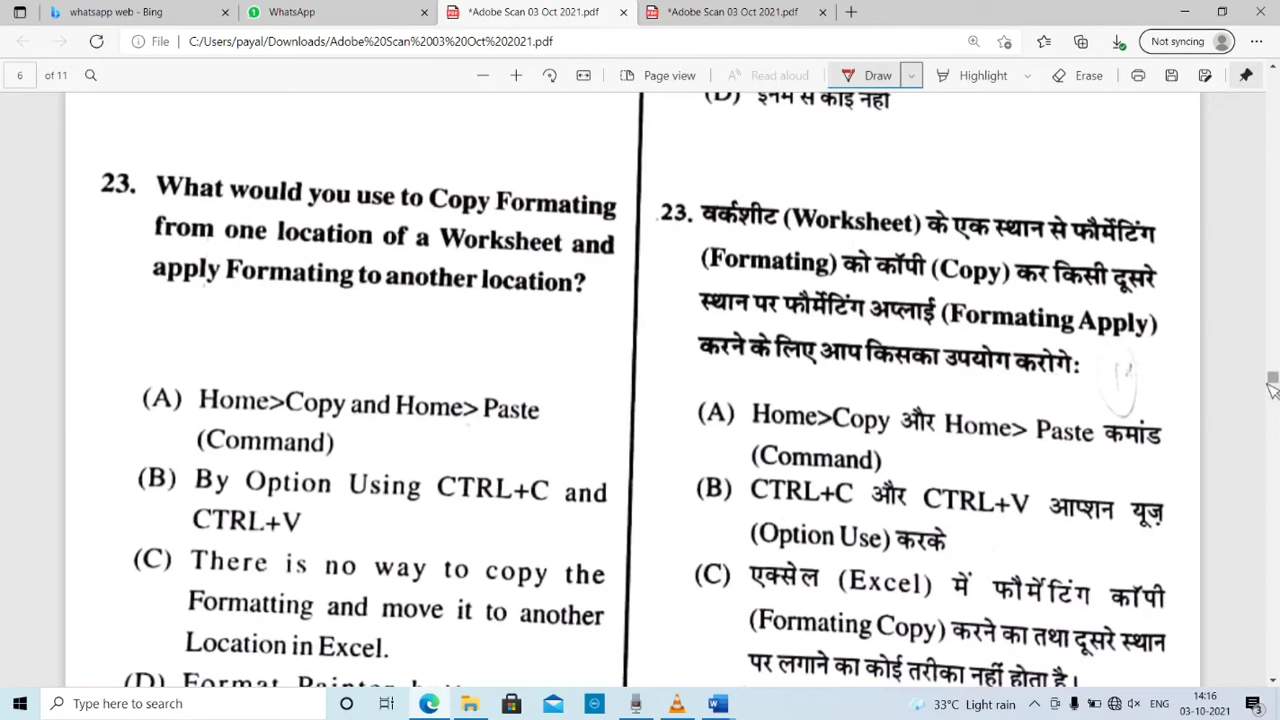 whatsapp web - Bing
WhatsApp
*Adobe Scan 03 Oct 2021.pdf
*Adobe Scan 03 Oct 2021.pdf
File
C:/Users/payal/Downloads/Adobe%20Scan%2003%20Oct%202021.pdf
Not syncing
6
of 11
Page view
Read aloud
Draw
Highlight
Erase
23. What would you use to Copy Formating
from one location of a Worksheet and
apply Formating to another location?
(A) Home>Copy and Home> Paste
(Command)
(B) By Option Using CTRL+C and
CTRL+V
(C) There is no way to copy the
Formatting and move it to another
Location in Excel.
(D) Format Painter
(D) इनमें से कोई नहीं
23. वर्कशीट (Worksheet) के एक स्थान से फौर्मेटिंग
(Formating) को कॉपी (Copy) कर किसी दूसरे
स्थान पर फौर्मेटिंग अप्लाई (Formating Apply)
करने के लिए आप किसका उपयोग करोगे:
(A) Home>Copy और Home> Paste कमांड
(Command)
(B) CTRL+C और CTRL+V आप्शन यूज़
(Option Use) करके
(C) एक्सेल (Excel) में फौर्मेटिंग कॉपी
(Formating Copy) करने का तथा दूसरे स्थान
पर लगाने का कोई तरीका नहीं होता है।
Type here to search
33°C Light rain
ENG
14:16
03-10-2021
3